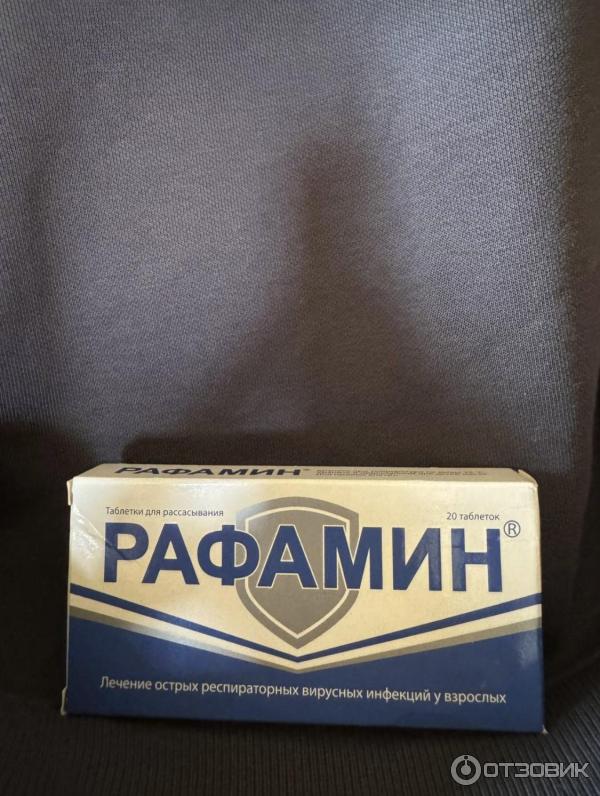 РАФАМИН
Таблетки для рассасывания
20 таблеток
РАФАМИН®
Лечение острых респираторных вирусных инфекций у взрослых
ОТЗОВИК